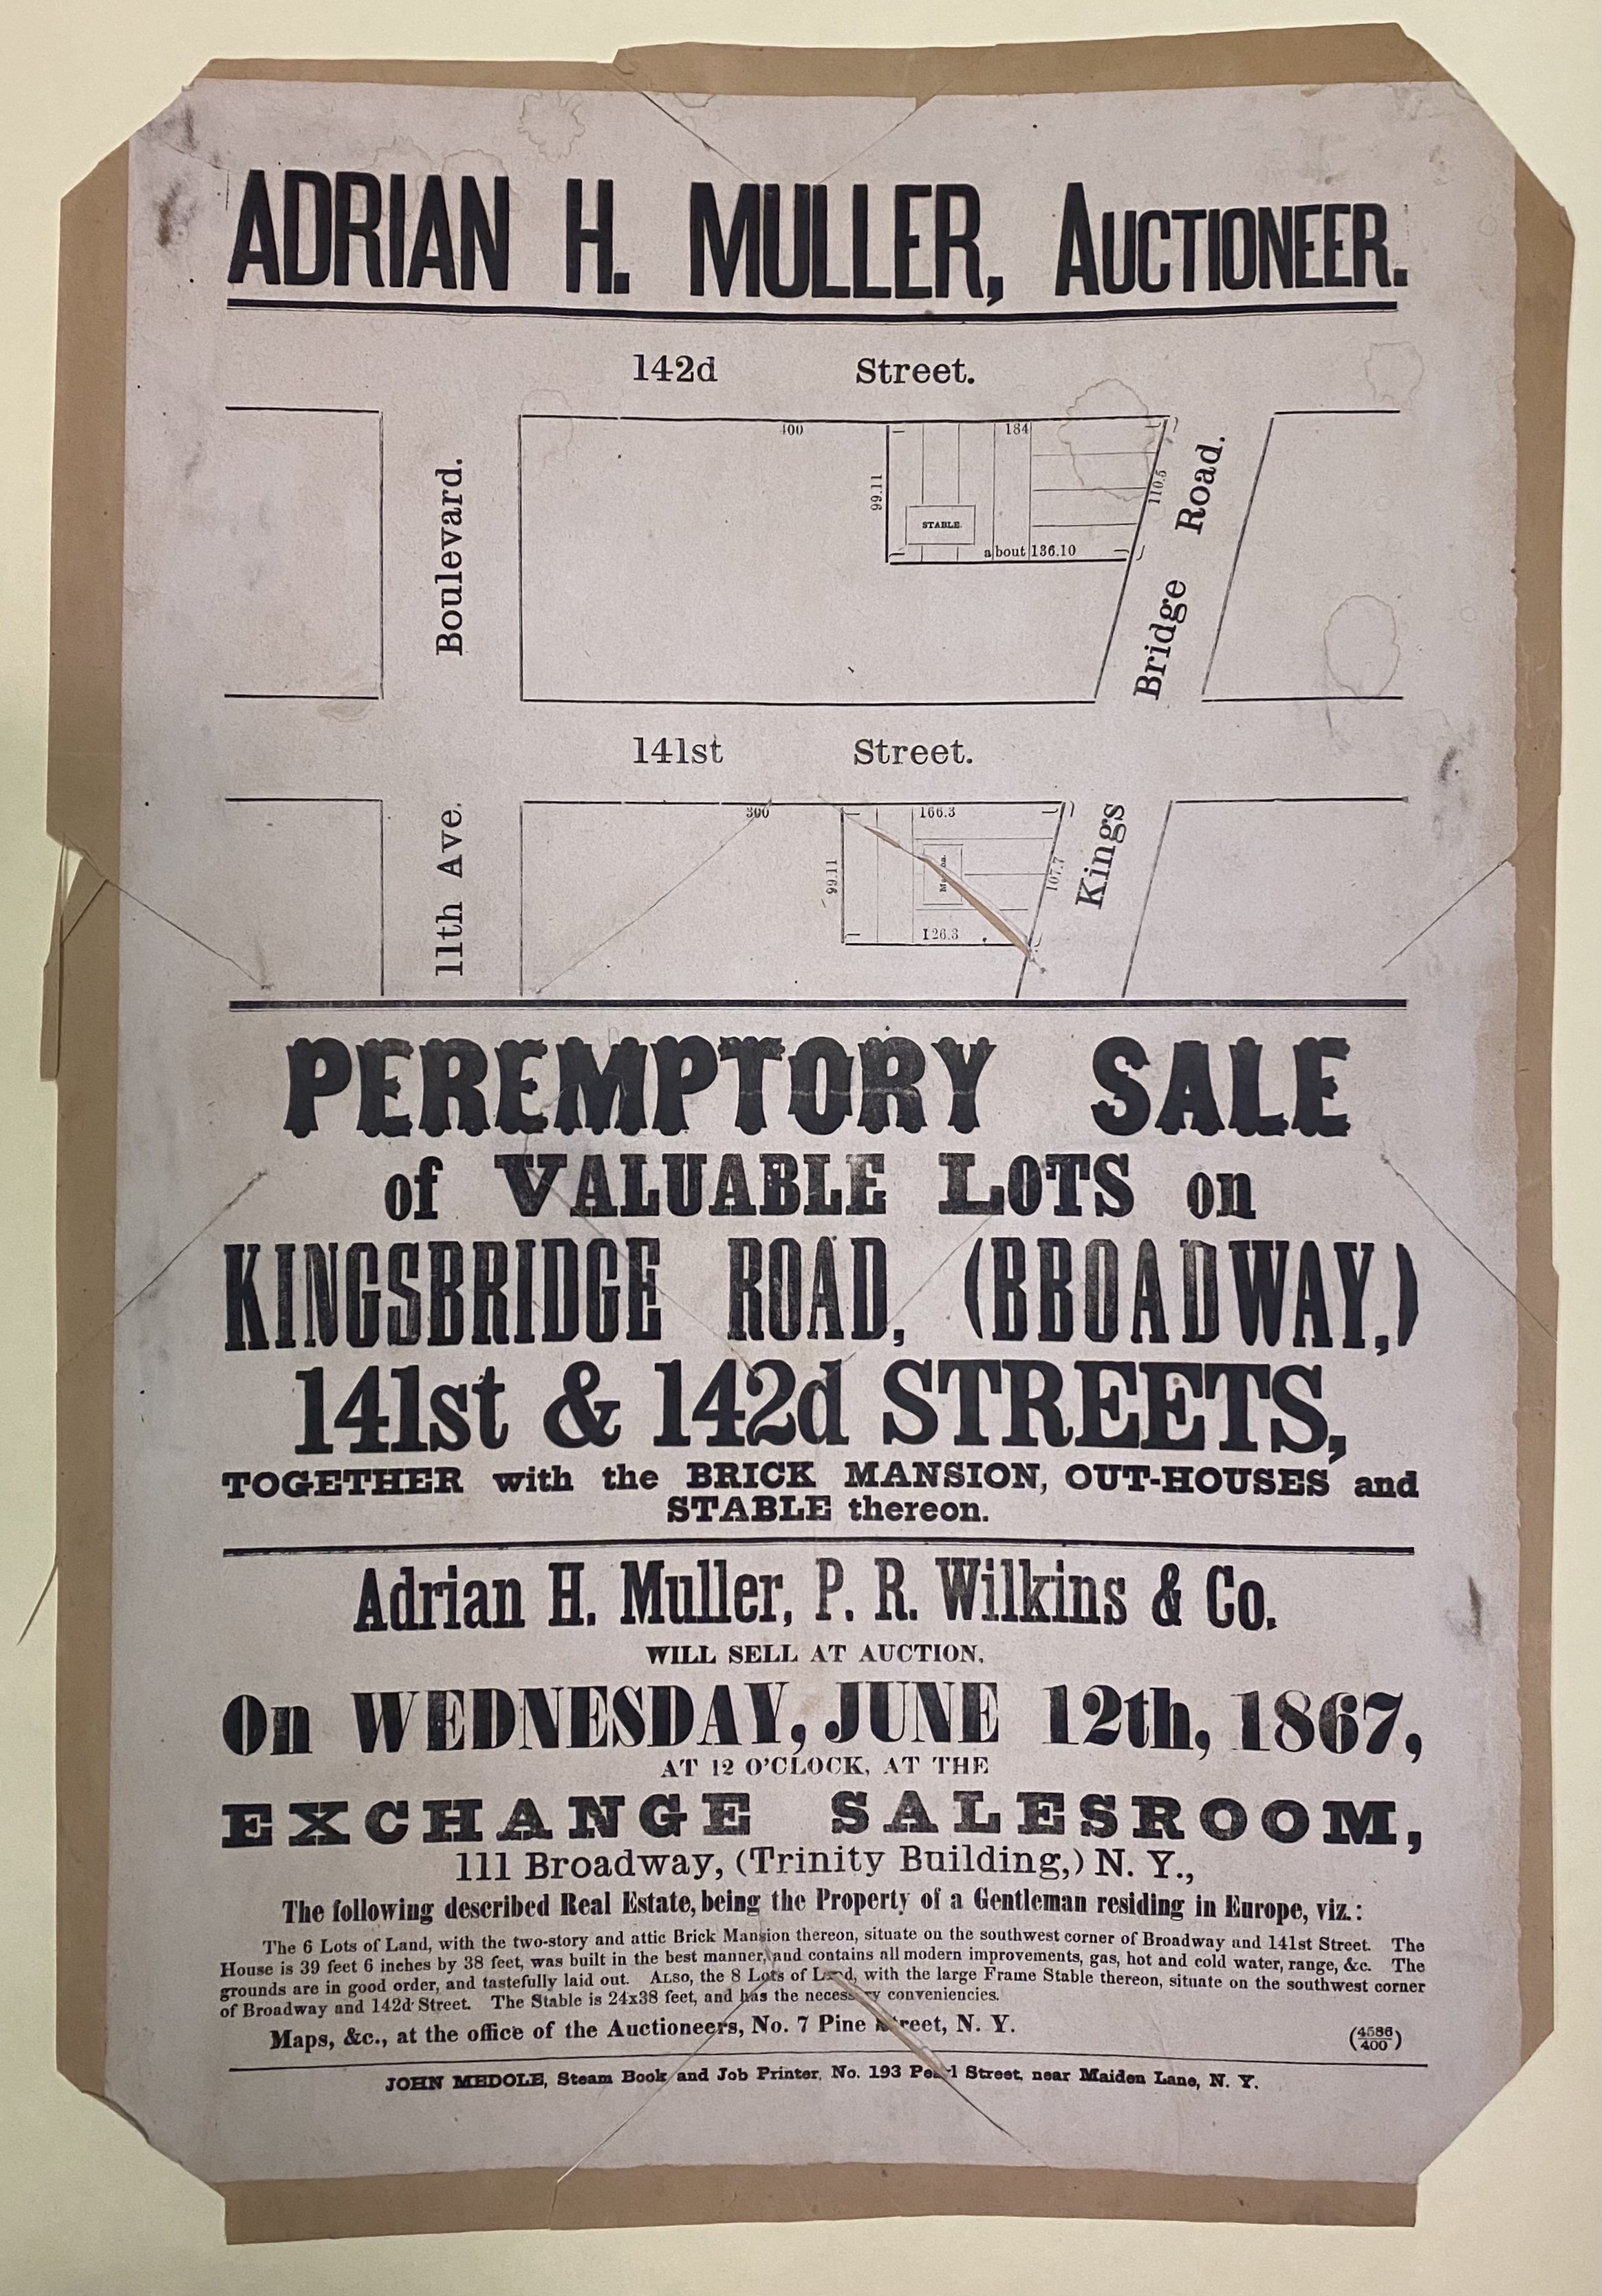 ADRIAN H. MULLER, AUCTIONEER.
142d Street.
400
184
99.11
STABLE.
about 136.10
110.5
Boulevard.
Bridge Road.
141st Street.
300
166.3
99.11
107.7
126.3
11th Ave.
Kings
PEREMPTORY SALE
of VALUABLE LOTS on
KINGSBRIDGE ROAD, (BBOADWAY,)
141st & 142d STREETS,
TOGETHER with the BRICK MANSION, OUT-HOUSES and
STABLE thereon.
Adrian H. Muller, P. R. Wilkins & Co.
WILL SELL AT AUCTION,
On WEDNESDAY, JUNE 12th, 1867,
AT 12 O'CLOCK, AT THE
EXCHANGE SALESROOM,
111 Broadway, (Trinity Building,) N. Y.,
The following described Real Estate, being the Property of a Gentleman residing in Europe, viz.:
The 6 Lots of Land, with the two-story and attic Brick Mansion thereon, situate on the southwest corner of Broadway and 141st Street. The
House is 39 feet 6 inches by 38 feet, was built in the best manner, and contains all modern improvements, gas, hot and cold water, range, &c. The
grounds are in good order, and tastefully laid out. ALSO, the 8 Lots of Land, with the large Frame Stable thereon, situate on the southwest corner
of Broadway and 142d Street. The Stable is 24x38 feet, and has the necessary conveniencies.
Maps, &c., at the office of the Auctioneers, No. 7 Pine Street, N. Y.
(4586/400)
JOHN MEDOLE, Steam Book and Job Printer, No. 193 Pearl Street, near Maiden Lane, N. Y.